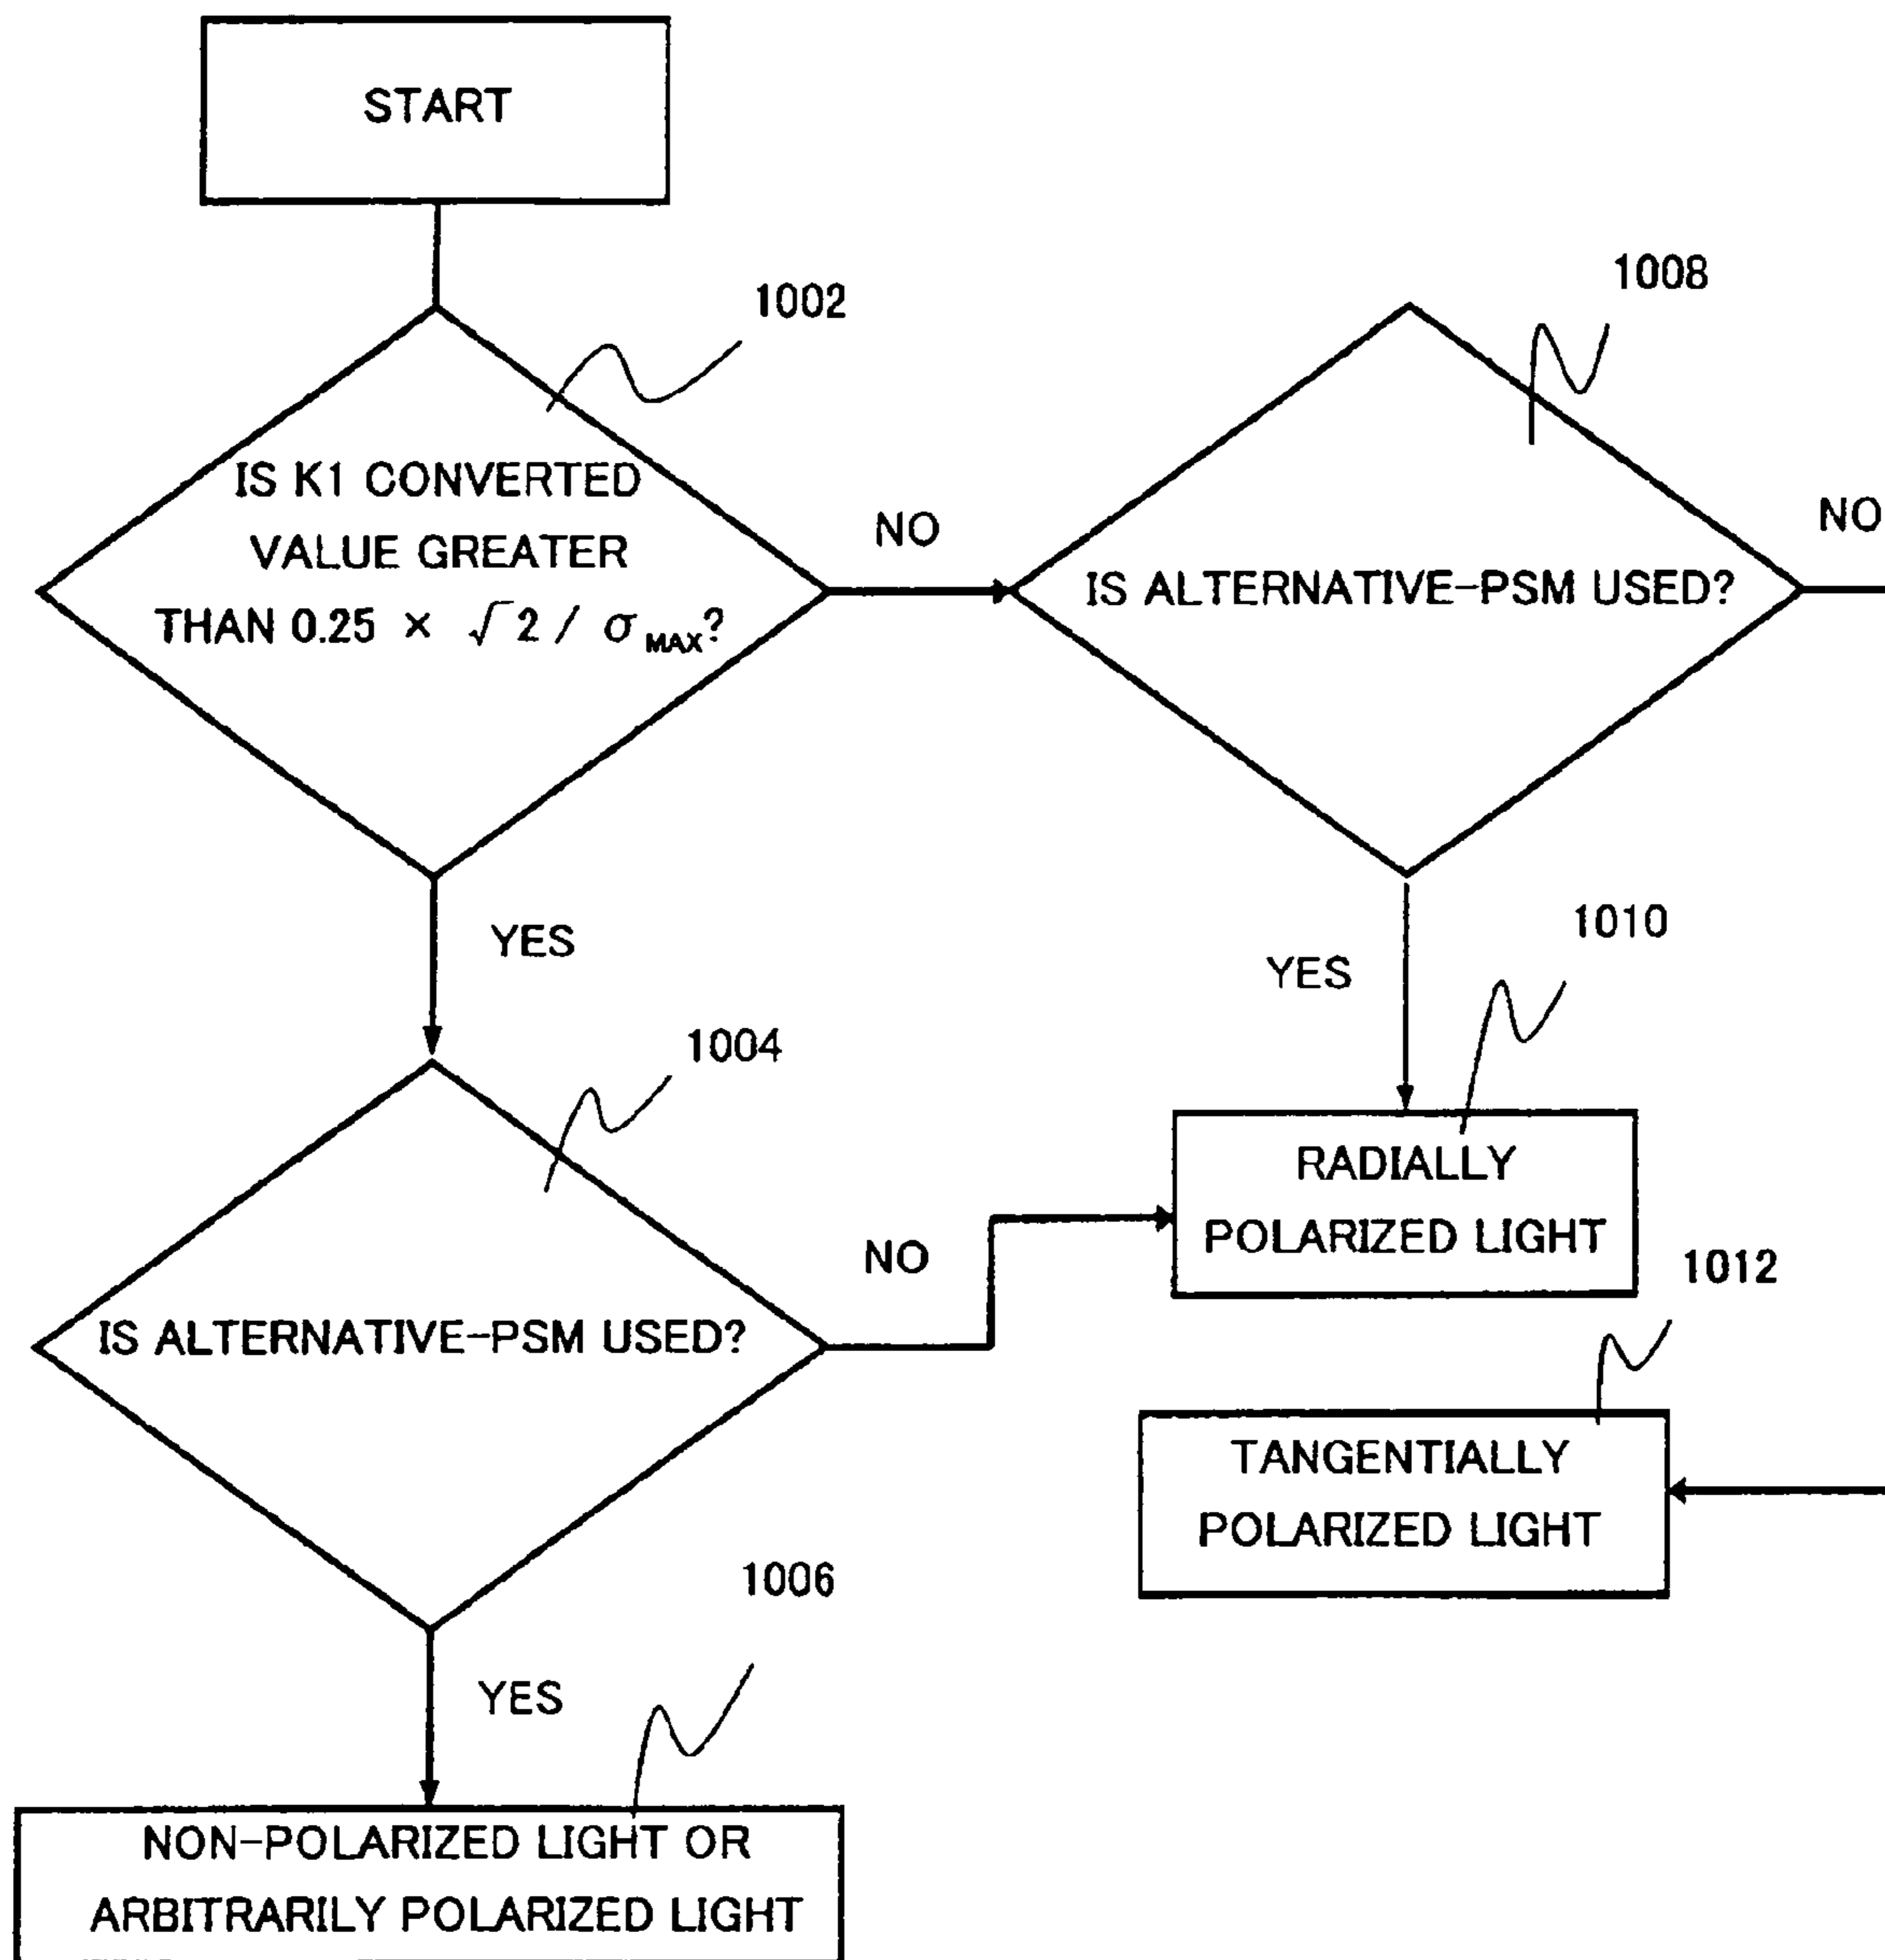 START
1002
IS K1 CONVERTED
VALUE GREATER
THAN 0.25 × √2 / σMAX?
NO
1008
IS ALTERNATIVE-PSM USED?
NO
YES
1004
IS ALTERNATIVE-PSM USED?
NO
YES
1010
RADIALLY
POLARIZED LIGHT
1012
TANGENTIALLY
POLARIZED LIGHT
YES
1006
NON-POLARIZED LIGHT OR
ARBITRARILY POLARIZED LIGHT